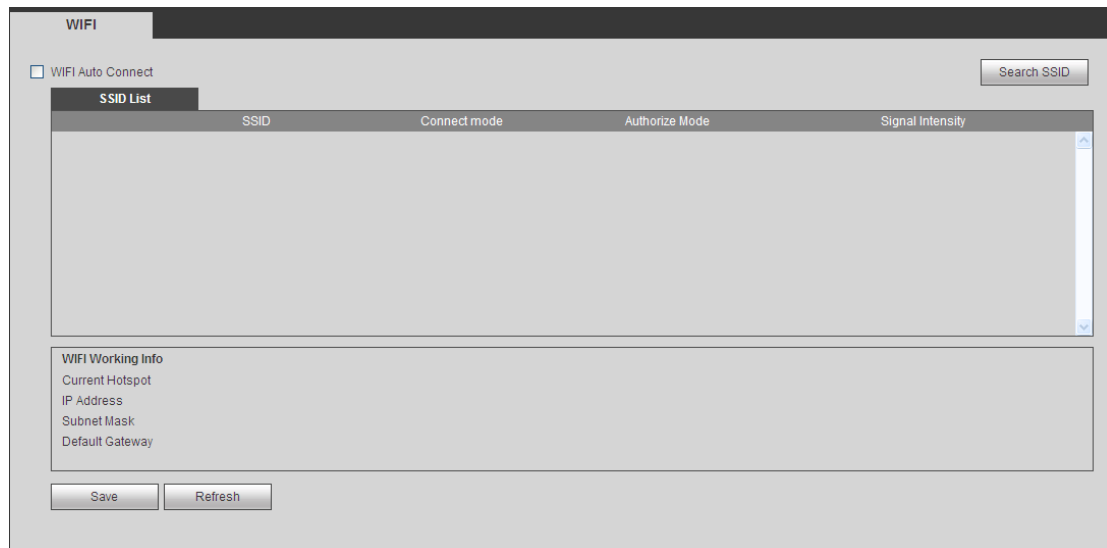 WIFI
WIFI Auto Connect
Search SSID
SSID List
SSID Connect mode Authorize Mode Signal Intensity
WIFI Working Info
Current Hotspot
IP Address
Subnet Mask
Default Gateway
Save Refresh